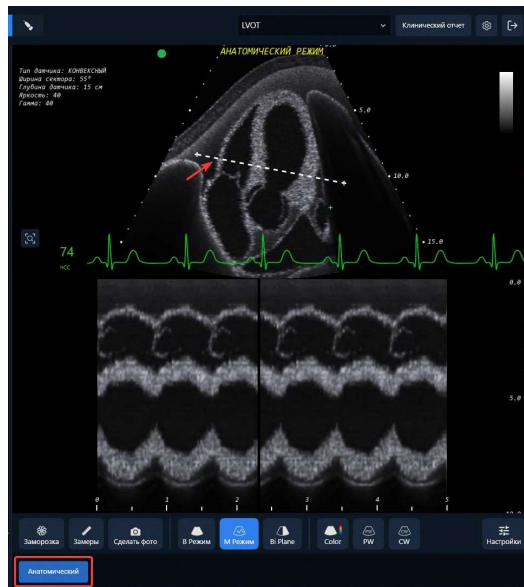 LVOT
Клинический отчет
АНАТОМИЧЕСКИЙ РЕЖИМ
Тип датчика: КОНВЕКСНЫЙ
Ширина сектора: 55°
Глубина датчика: 15 см
Яркость: 40
Гамма: 40
5.0
10.0
15.0
74
ЧСС
0.0
5.0
0 1 2 3 4 5
Заморозка Замеры Сделать фото B Режим M Режим Bi Plane Color PW CW Настройки
Анатомический